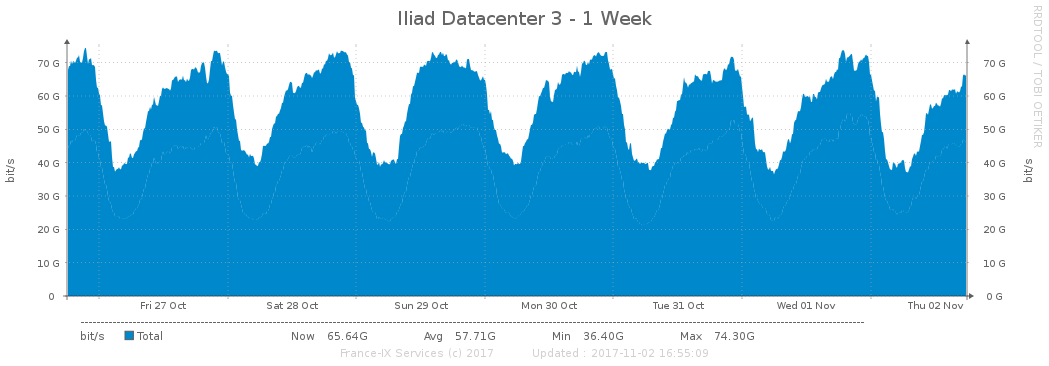 Iliad Datacenter 3 - 1 Week
RRDTOOL / TOBI OETIKER
bit/s
70 G
60 G
50 G
40 G
30 G
20 G
10 G
0
70 G
60 G
50 G
40 G
30 G
20 G
10 G
0 G
bit/s
Fri 27 Oct Sat 28 Oct Sun 29 Oct Mon 30 Oct Tue 31 Oct Wed 01 Nov Thu 02 Nov
bit/s Total Now 65.64G Avg 57.71G Min 36.40G Max 74.30G
France-IX Services (c) 2017 Updated : 2017-11-02 16:55:09